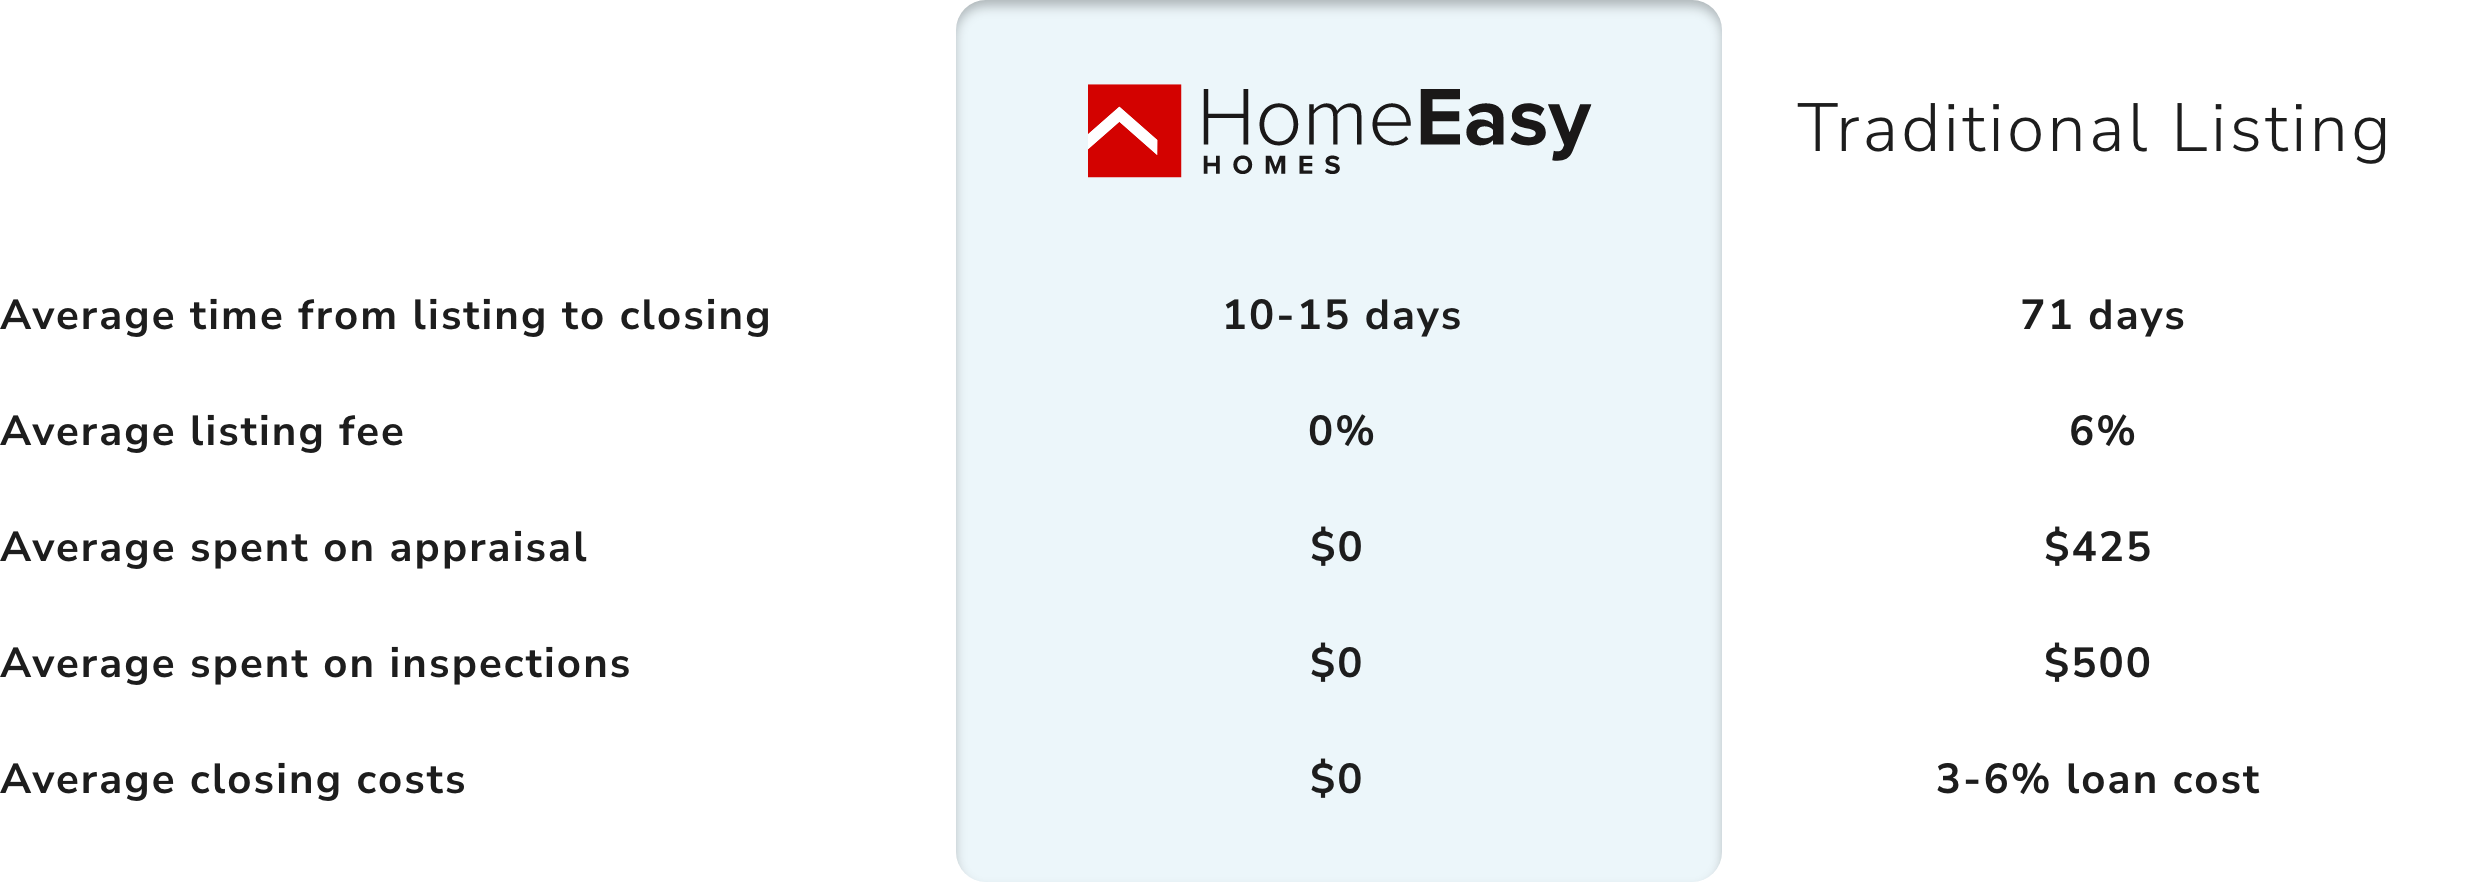 HomeEasy
HOMES
Traditional Listing
Average time from listing to closing 10-15 days 71 days
Average listing fee 0% 6%
Average spent on appraisal $0 $425
Average spent on inspections $0 $500
Average closing costs $0 3-6% loan cost